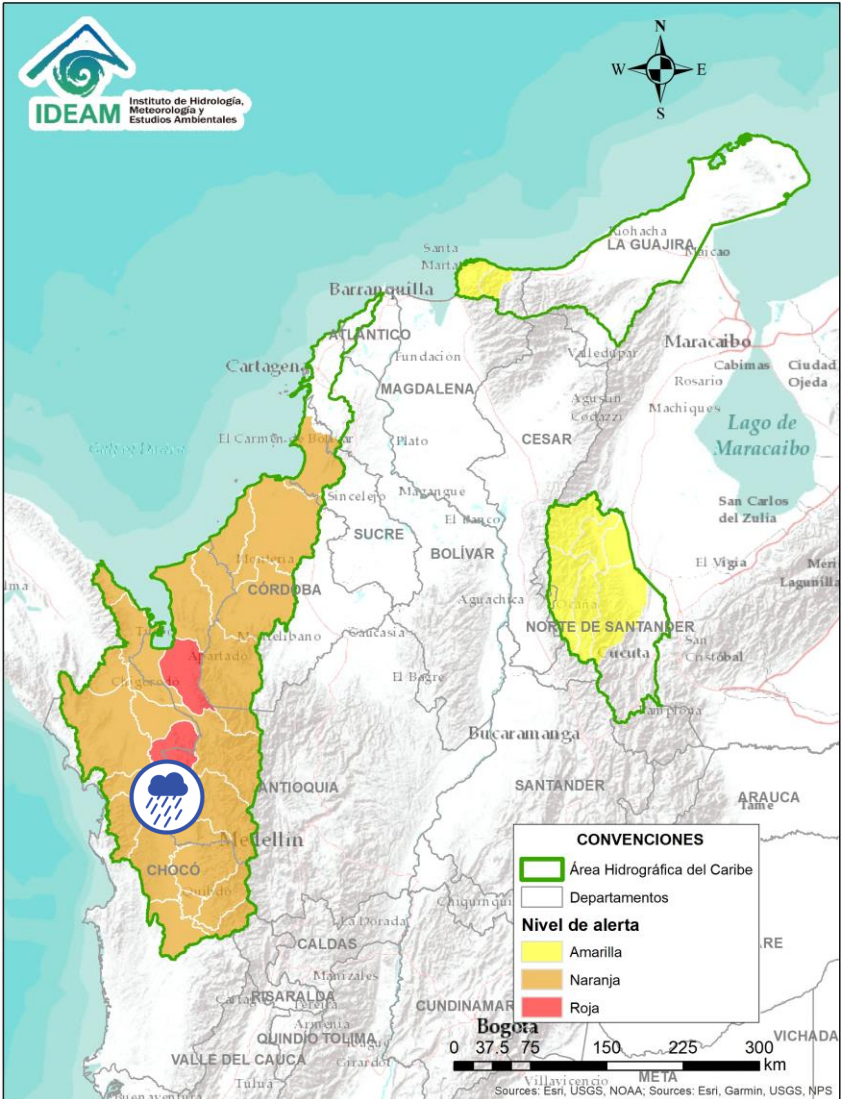 IDEAM
Instituto de Hidrología,
Meteorología y
Estudios Ambientales
N
W
E
S
Riohacha
LA GUAJIRA
Maicao
Santa
Marta
Barranquilla
ATLÁNTICO
Cartagena
Fundación
MAGDALENA
Valledupar
Maracaibo
Cabimas
Ciudad
Ojeda
Rosario
Machiques
Agustín
Codazzi
Lago de
Maracaibo
CESAR
El Carmen de Bolívar
Plato
Sincelejo
Magangue
San Carlos
del Zulia
SUCRE
El Banco
BOLÍVAR
El Vigía
Montería
CÓRDOBA
Aguachica
Ocaña
NORTE DE SANTANDER
Montelibano
Caucasia
Apartadó
San
Cristóbal
Cúcuta
Chigorodó
El Bagre
Pamplona
Bucaramanga
ANTIOQUIA
SANTANDER
ARAUCA
Tame
Medellín
CHOCÓ
Quibdó
La Dorada
CALDAS
Manizales
RISARALDA
Pereira
Armenia
Ibague
QUINDÍO
TOLIMA
Girardot
VALLE DEL CAUCA
Tuluá
Buenaventura
Bogotá
Villavicencio
META
VICHADA
CONVENCIONES
Área Hidrográfica del Caribe
Departamentos
Nivel de alerta
Amarilla
Naranja
Roja
0 37.5 75 150 225 300
km
Sources: Esri, USGS, NOAA; Sources: Esri, Garmin, USGS, NPS